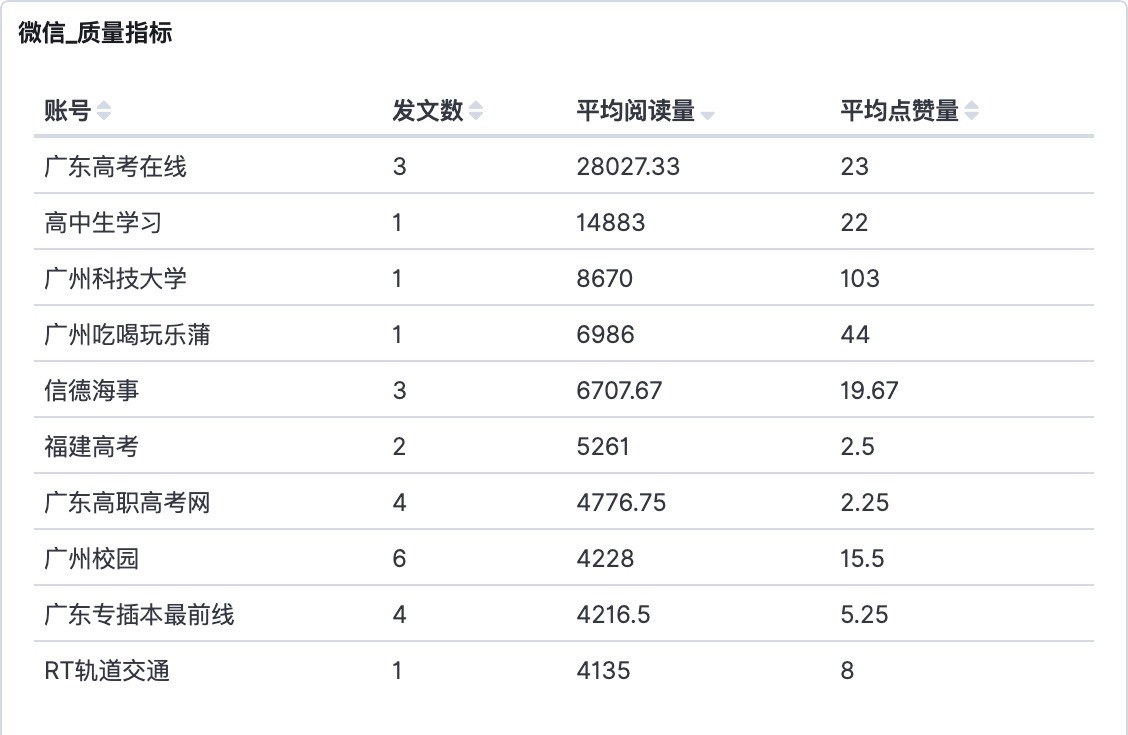 微信_质量指标
账号 发文数 平均阅读量 平均点赞量
广东高考在线 3 28027.33 23
高中生学习 1 14883 22
广州科技大学 1 8670 103
广州吃喝玩乐蒲 1 6986 44
信德海事 3 6707.67 19.67
福建高考 2 5261 2.5
广东高职高考网 4 4776.75 2.25
广州校园 6 4228 15.5
广东专插本最前线 4 4216.5 5.25
RT轨道交通 1 4135 8